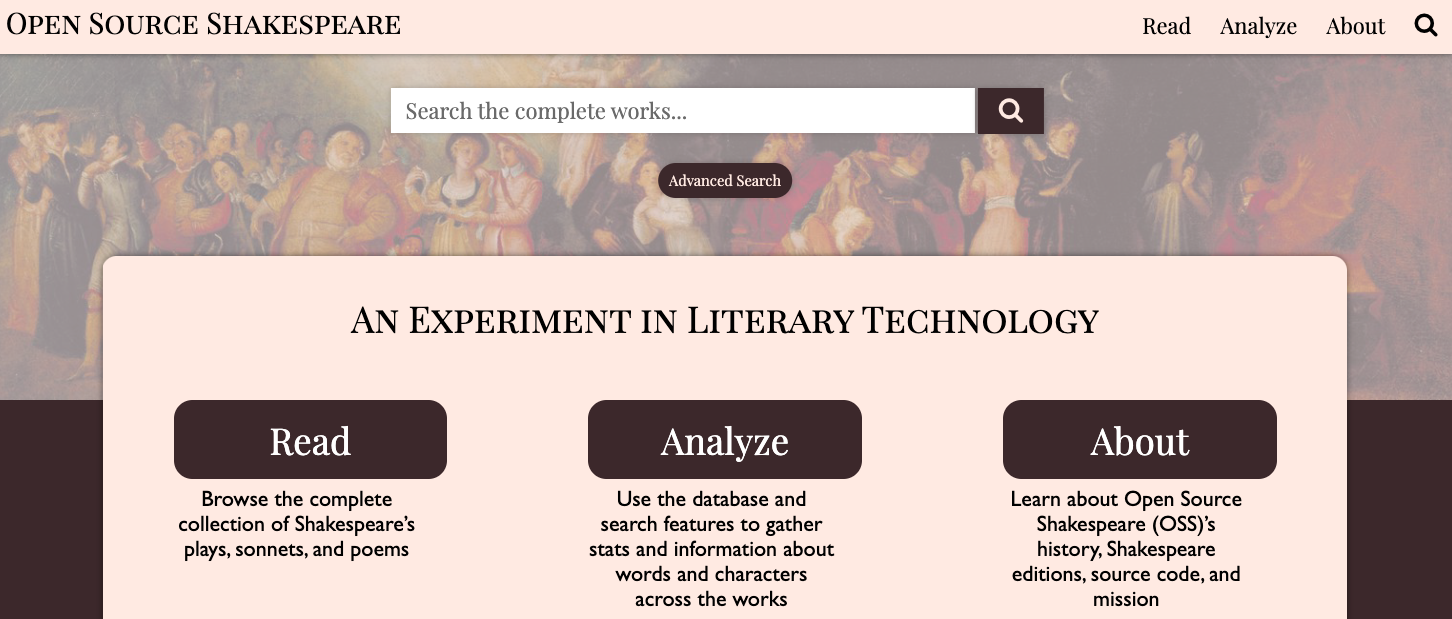 Open Source Shakespeare
Read Analyze About
Search the complete works...
Advanced Search
An Experiment in Literary Technology
Read
Browse the complete
collection of Shakespeare's
plays, sonnets, and poems
Analyze
Use the database and
search features to gather
stats and information about
words and characters
across the works
About
Learn about Open Source
Shakespeare (OSS)'s
history, Shakespeare
editions, source code, and
mission